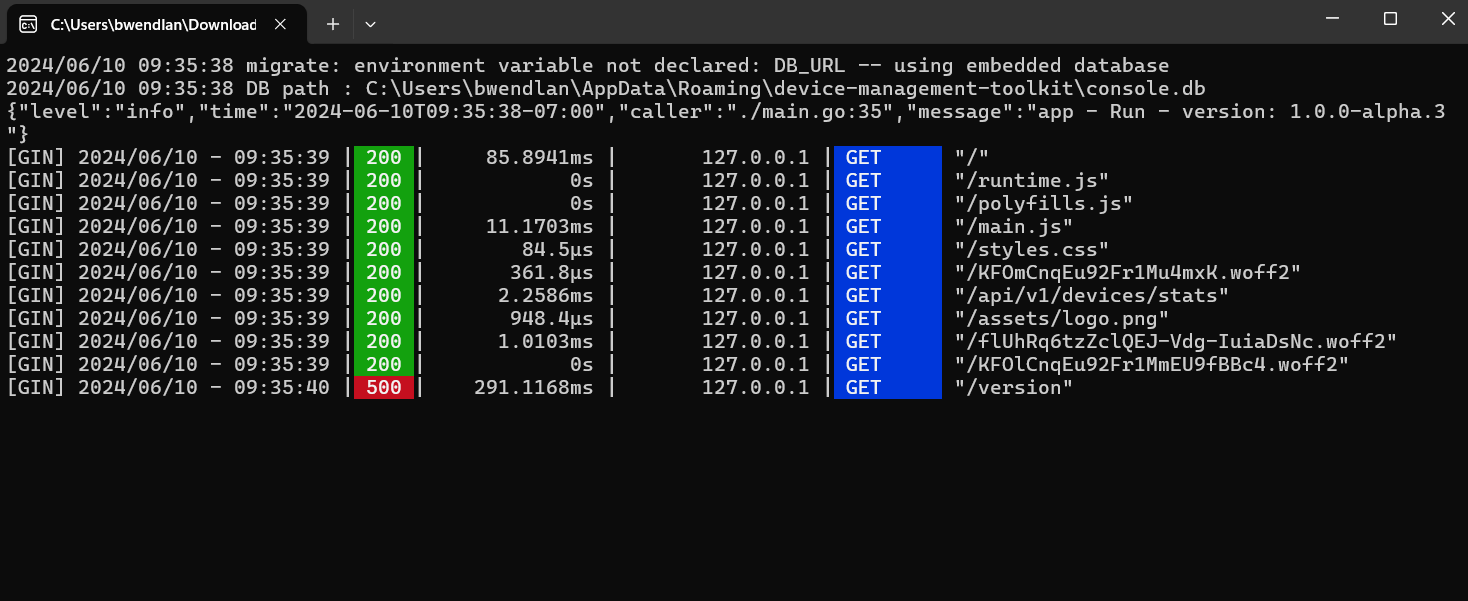 C:\Users\bwendlan\Download
2024/06/10 09:35:38 migrate: environment variable not declared: DB_URL -- using embedded database
2024/06/10 09:35:38 DB path : C:\Users\bwendlan\AppData\Roaming\device-management-toolkit\console.db
{"level":"info","time":"2024-06-10T09:35:38-07:00","caller":"./main.go:35","message":"app - Run - version: 1.0.0-alpha.3
"}
[GIN] 2024/06/10 - 09:35:39 | 200 | 85.8941ms | 127.0.0.1 | GET "/"
[GIN] 2024/06/10 - 09:35:39 | 200 | 0s | 127.0.0.1 | GET "/runtime.js"
[GIN] 2024/06/10 - 09:35:39 | 200 | 0s | 127.0.0.1 | GET "/polyfills.js"
[GIN] 2024/06/10 - 09:35:39 | 200 | 11.1703ms | 127.0.0.1 | GET "/main.js"
[GIN] 2024/06/10 - 09:35:39 | 200 | 84.5µs | 127.0.0.1 | GET "/styles.css"
[GIN] 2024/06/10 - 09:35:39 | 200 | 361.8µs | 127.0.0.1 | GET "/KFOmCnqEu92Fr1Mu4mxK.woff2"
[GIN] 2024/06/10 - 09:35:39 | 200 | 2.2586ms | 127.0.0.1 | GET "/api/v1/devices/stats"
[GIN] 2024/06/10 - 09:35:39 | 200 | 948.4µs | 127.0.0.1 | GET "/assets/logo.png"
[GIN] 2024/06/10 - 09:35:39 | 200 | 1.0103ms | 127.0.0.1 | GET "/flUhRq6tzZclQEJ-Vdg-IuiaDsNc.woff2"
[GIN] 2024/06/10 - 09:35:39 | 200 | 0s | 127.0.0.1 | GET "/KFOlCnqEu92Fr1MmEU9fBBc4.woff2"
[GIN] 2024/06/10 - 09:35:40 | 500 | 291.1168ms | 127.0.0.1 | GET "/version"